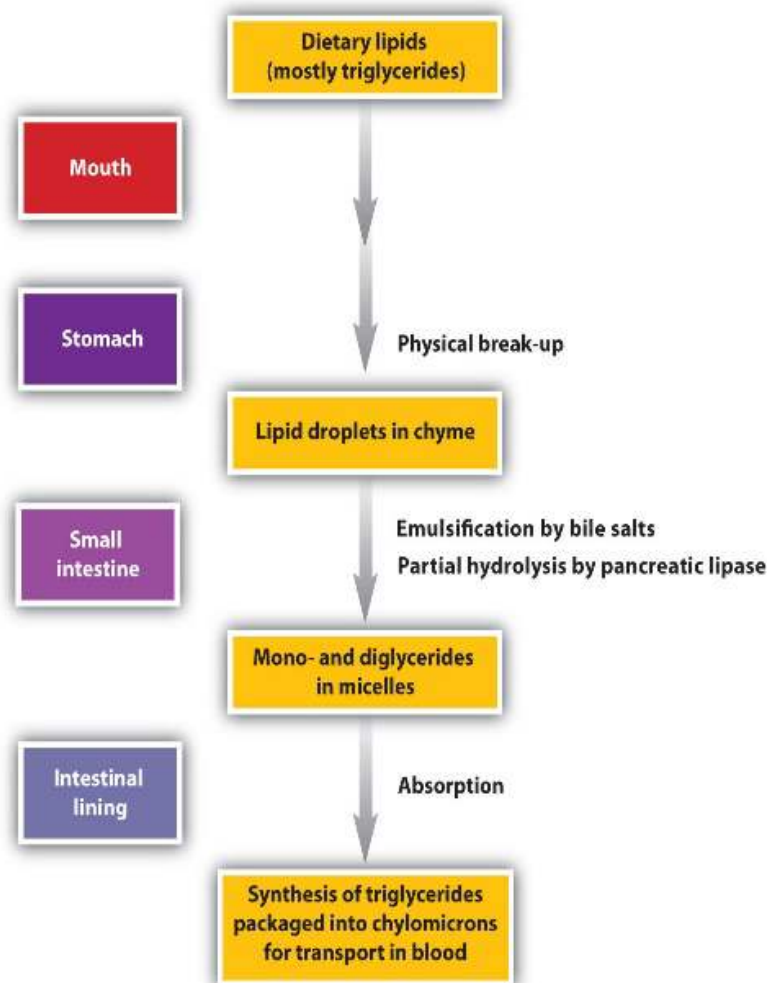 Dietary lipids
(mostly triglycerides)
Mouth
Stomach
Physical break-up
Lipid droplets in chyme
Small
intestine
Emulsification by bile salts
Partial hydrolysis by pancreatic lipase
Mono- and diglycerides
in micelles
Intestinal
lining
Absorption
Synthesis of triglycerides
packaged into chylomicrons
for transport in blood